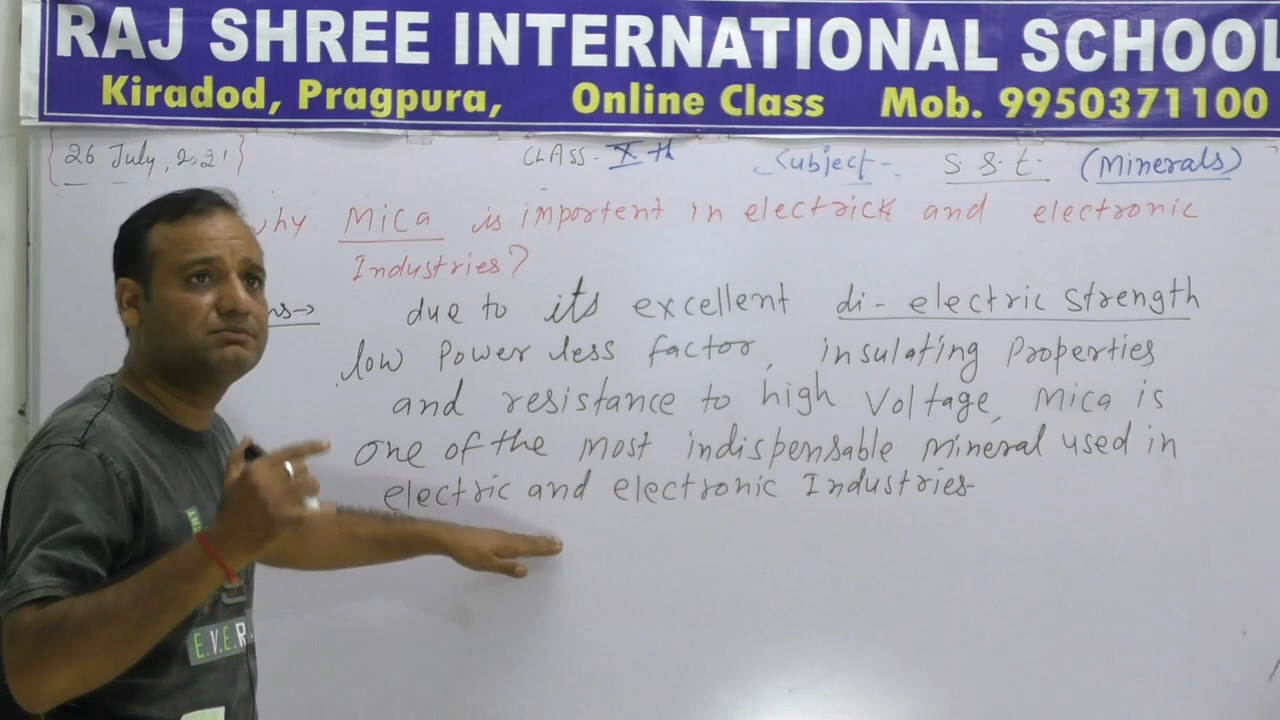 RAJ SHREE INTERNATIONAL SCHOOL
Kiradod, Pragpura, Online Class Mob. 9950371100
26 July, 2021 CLASS - X th Subject - S. S. t. (Minerals)
hy Mica is importent in electrick and electronic
Industries?
ns→ due to its excellent di-electric Strength
low Power less factor, insulating Properties
and resistance to high Voltage, Mica is
one of the most indispensable Mineral used in
electric and electronic Industries-
E.V.E.R.